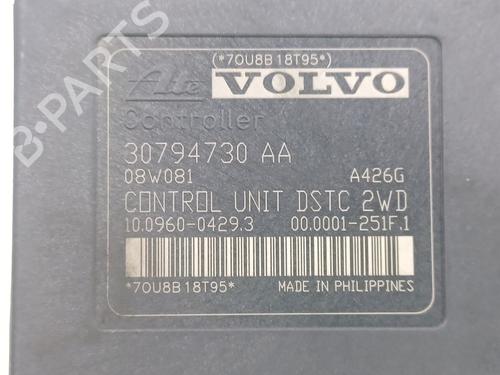 (*70U8B18T95*)
Ate VOLVO
Controller
30794730 AA
08W081 A426G
CONTROL UNIT DSTC 2WD
10.0960-0429.3 00.0001-251F.1
*70U8B18T95* MADE IN PHILIPPINES
B-PARTS